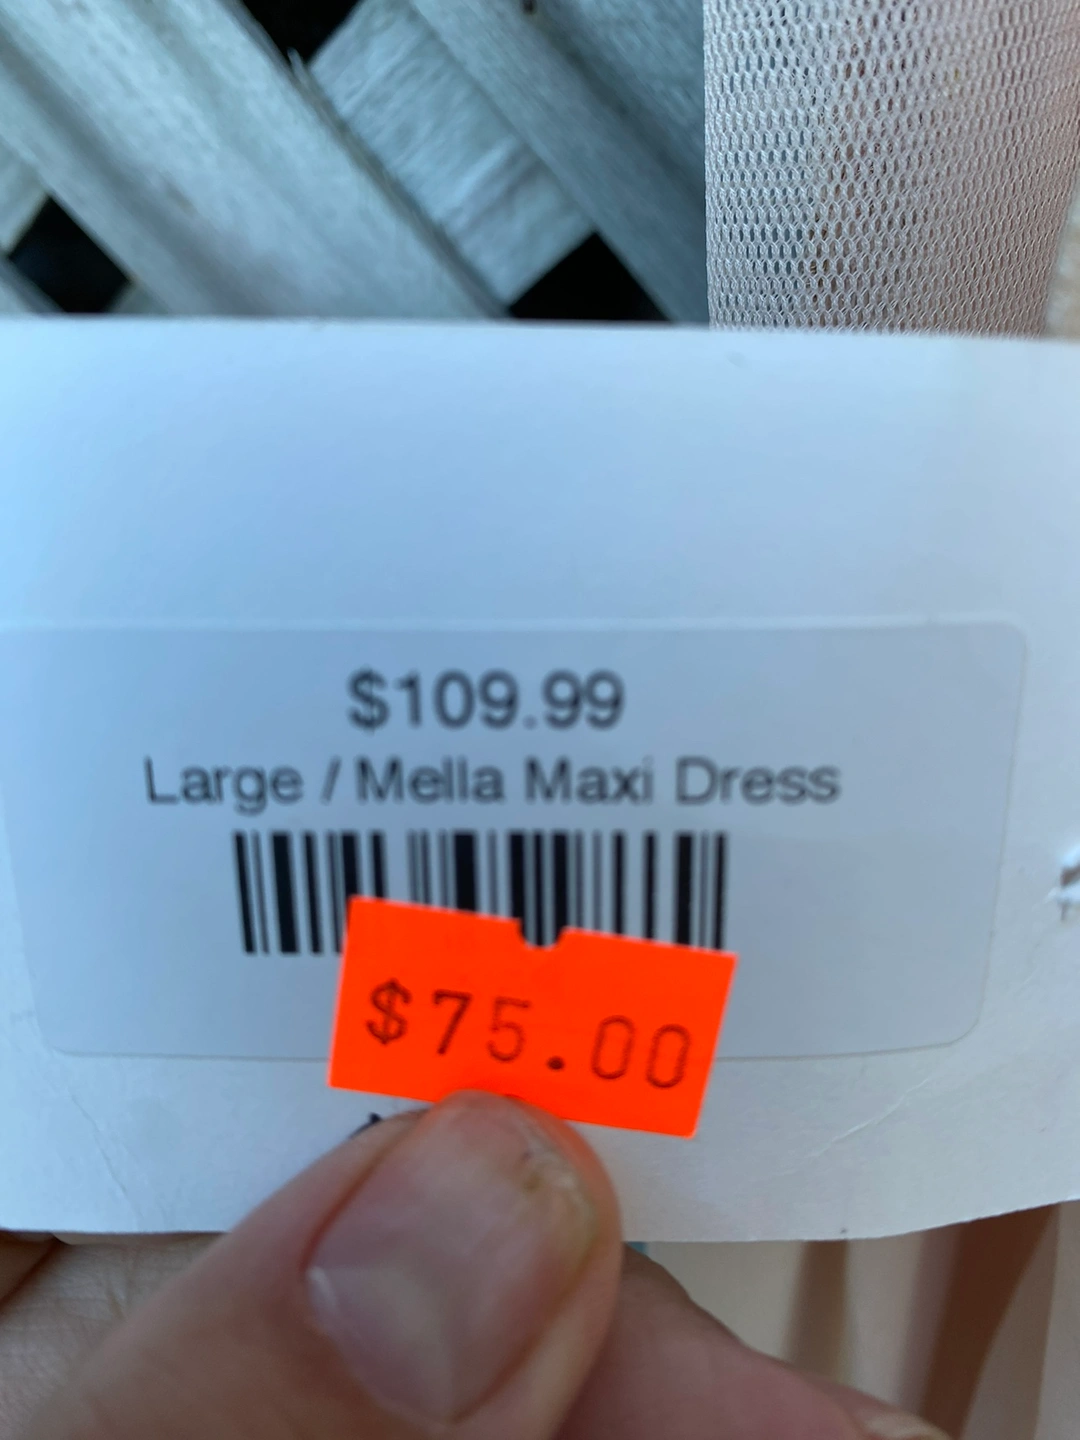 $109.99
Large / Mella Maxi Dress
$75.00